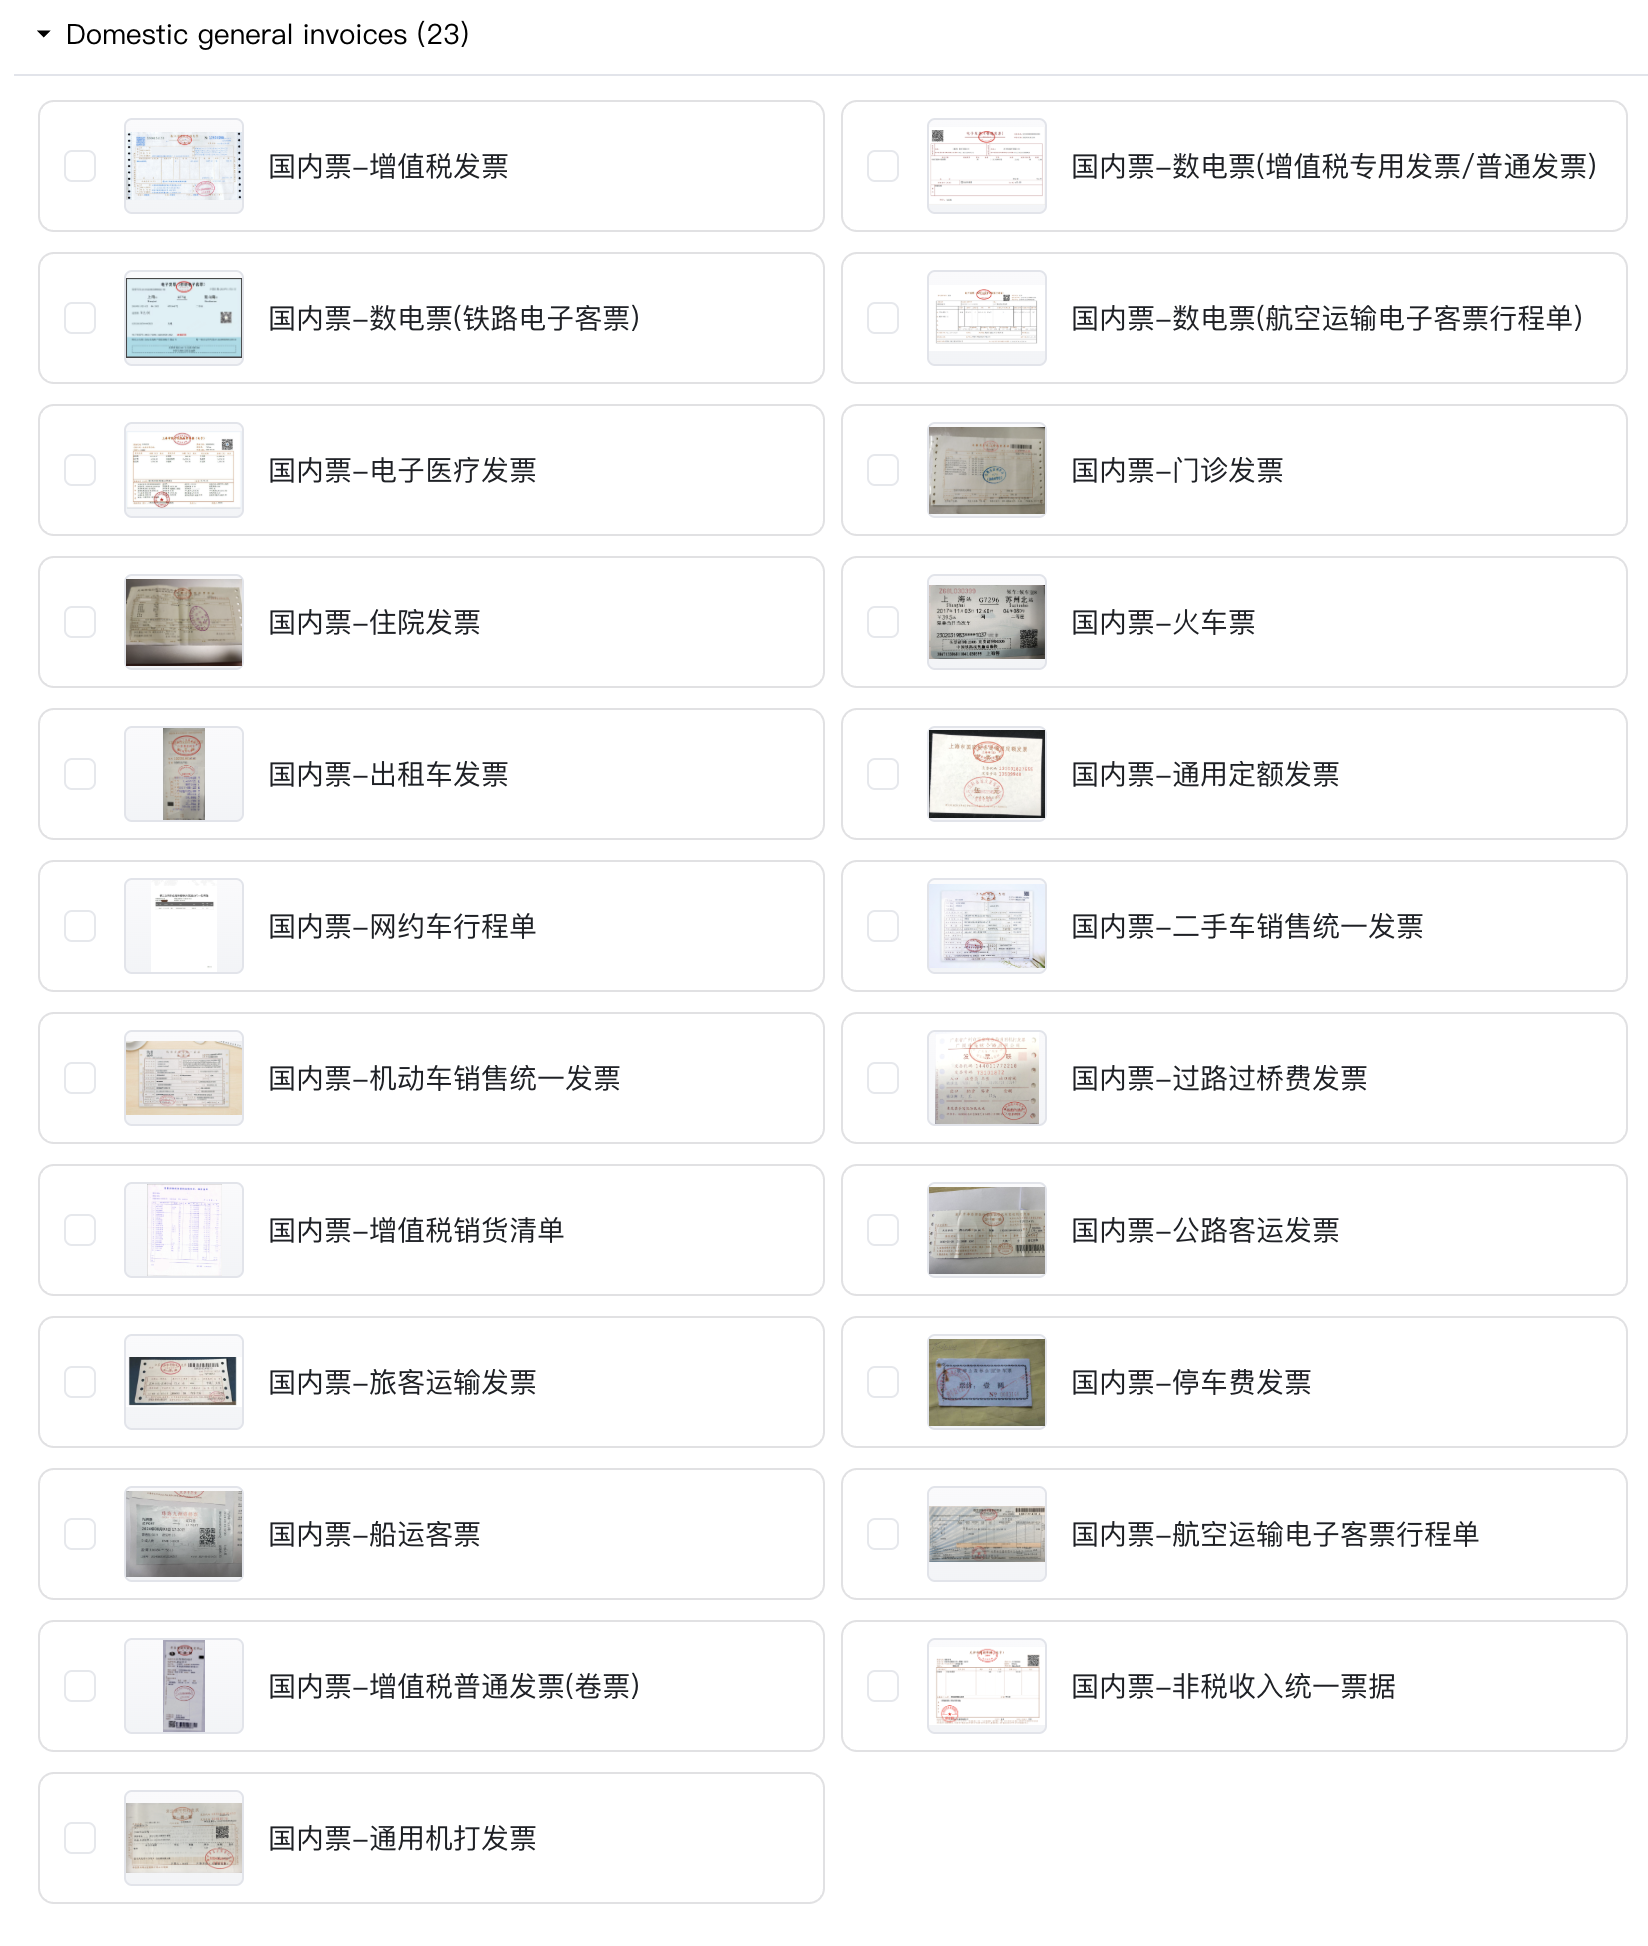 Domestic general invoices (23)
国内票-增值税发票
国内票-数电票(增值税专用发票/普通发票)
国内票-数电票(铁路电子客票)
国内票-数电票(航空运输电子客票行程单)
国内票-电子医疗发票
国内票-门诊发票
国内票-住院发票
国内票-火车票
国内票-出租车发票
国内票-通用定额发票
国内票-网约车行程单
国内票-二手车销售统一发票
国内票-机动车销售统一发票
国内票-过路过桥费发票
国内票-增值税销货清单
国内票-公路客运发票
国内票-旅客运输发票
国内票-停车费发票
国内票-船运客票
国内票-航空运输电子客票行程单
国内票-增值税普通发票(卷票)
国内票-非税收入统一票据
国内票-通用机打发票